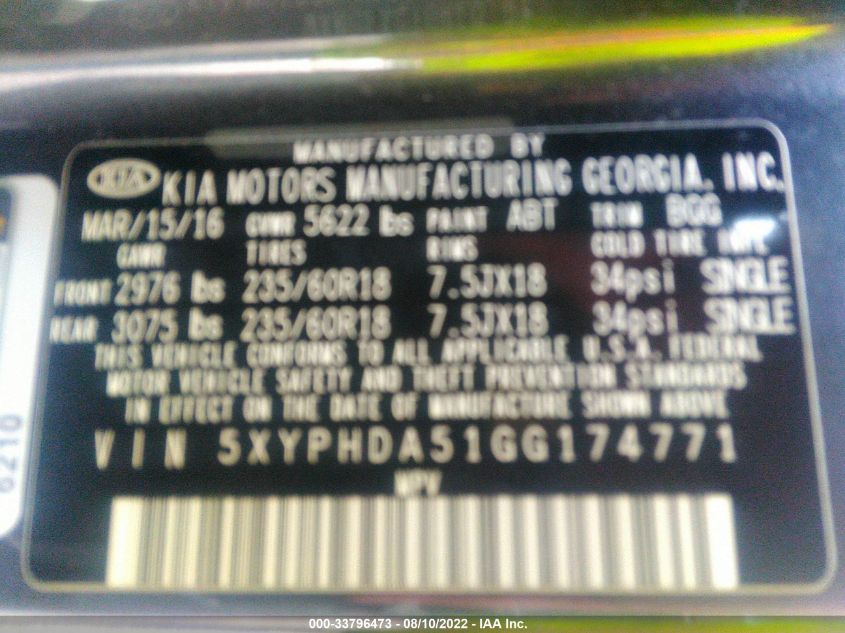 MANUFACTURED BY
KIA KIA MOTORS MANUFACTURING GEORGIA, INC.
MAR/15/16 GVWR 5622 lbs PAINT ABT TRIM BGG
GAWR TIRES RIMS COLD TIRE
FRONT 2976 lbs 235/60R18 7.5JX18 34psi SINGLE
REAR 3075 lbs 235/60R18 7.5JX18 34psi SINGLE
THIS VEHICLE CONFORMS TO ALL APPLICABLE U.S.A. FEDERAL
MOTOR VEHICLE SAFETY AND THEFT PREVENTION STANDARDS
IN EFFECT ON THE DATE OF MANUFACTURE SHOWN ABOVE
VIN 5XYPHDA51GG174771
MPV
6210
000-33796473 - 08/10/2022 - IAA Inc.